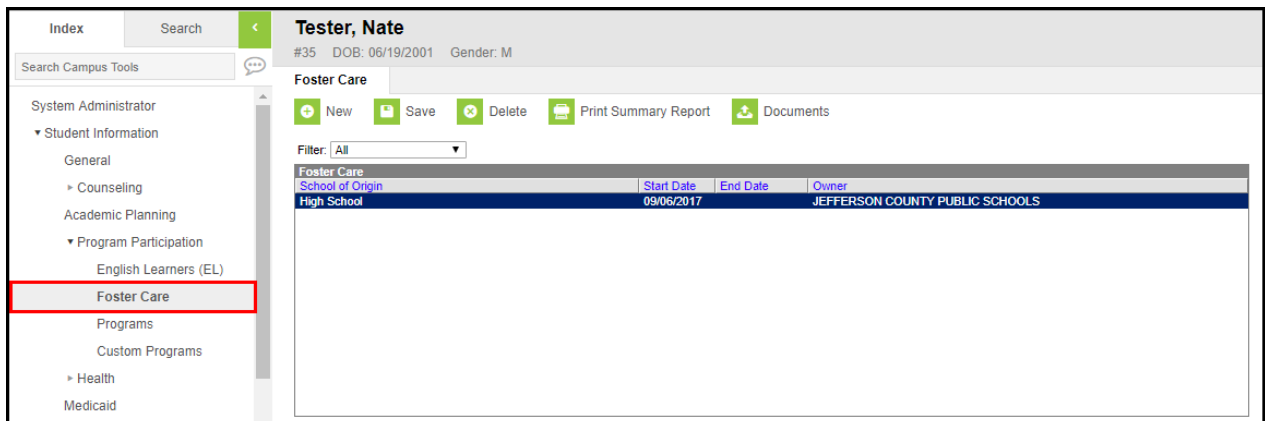 Index Search
Search Campus Tools
System Administrator
Student Information
General
Counseling
Academic Planning
Program Participation
English Learners (EL)
Foster Care
Programs
Custom Programs
Health
Medicaid
Tester, Nate
#35 DOB: 06/19/2001 Gender: M
Foster Care
New Save Delete Print Summary Report Documents
Filter: All
Foster Care
School of Origin Start Date End Date Owner
High School 09/06/2017 JEFFERSON COUNTY PUBLIC SCHOOLS